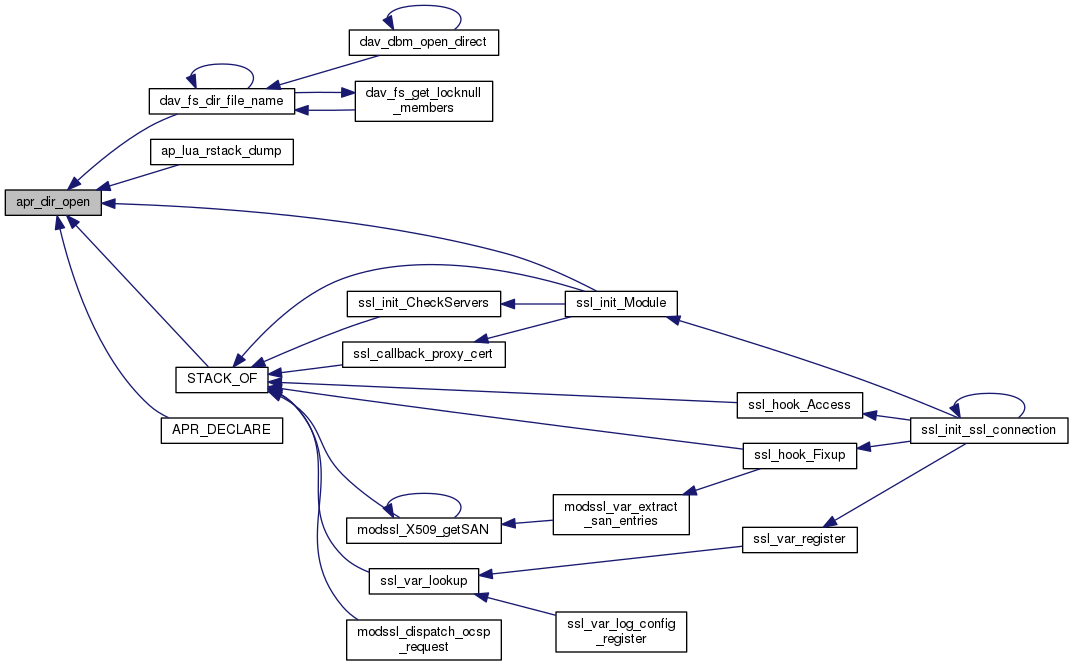 dav_dbm_open_direct
dav_fs_dir_file_name
dav_fs_get_locknull
_members
ap_lua_rstack_dump
apr_dir_open
ssl_init_CheckServers
ssl_init_Module
ssl_callback_proxy_cert
STACK_OF
ssl_hook_Access
APR_DECLARE
ssl_init_ssl_connection
ssl_hook_Fixup
modssl_var_extract
_san_entries
modssl_X509_getSAN
ssl_var_register
ssl_var_lookup
ssl_var_log_config
_register
modssl_dispatch_ocsp
_request